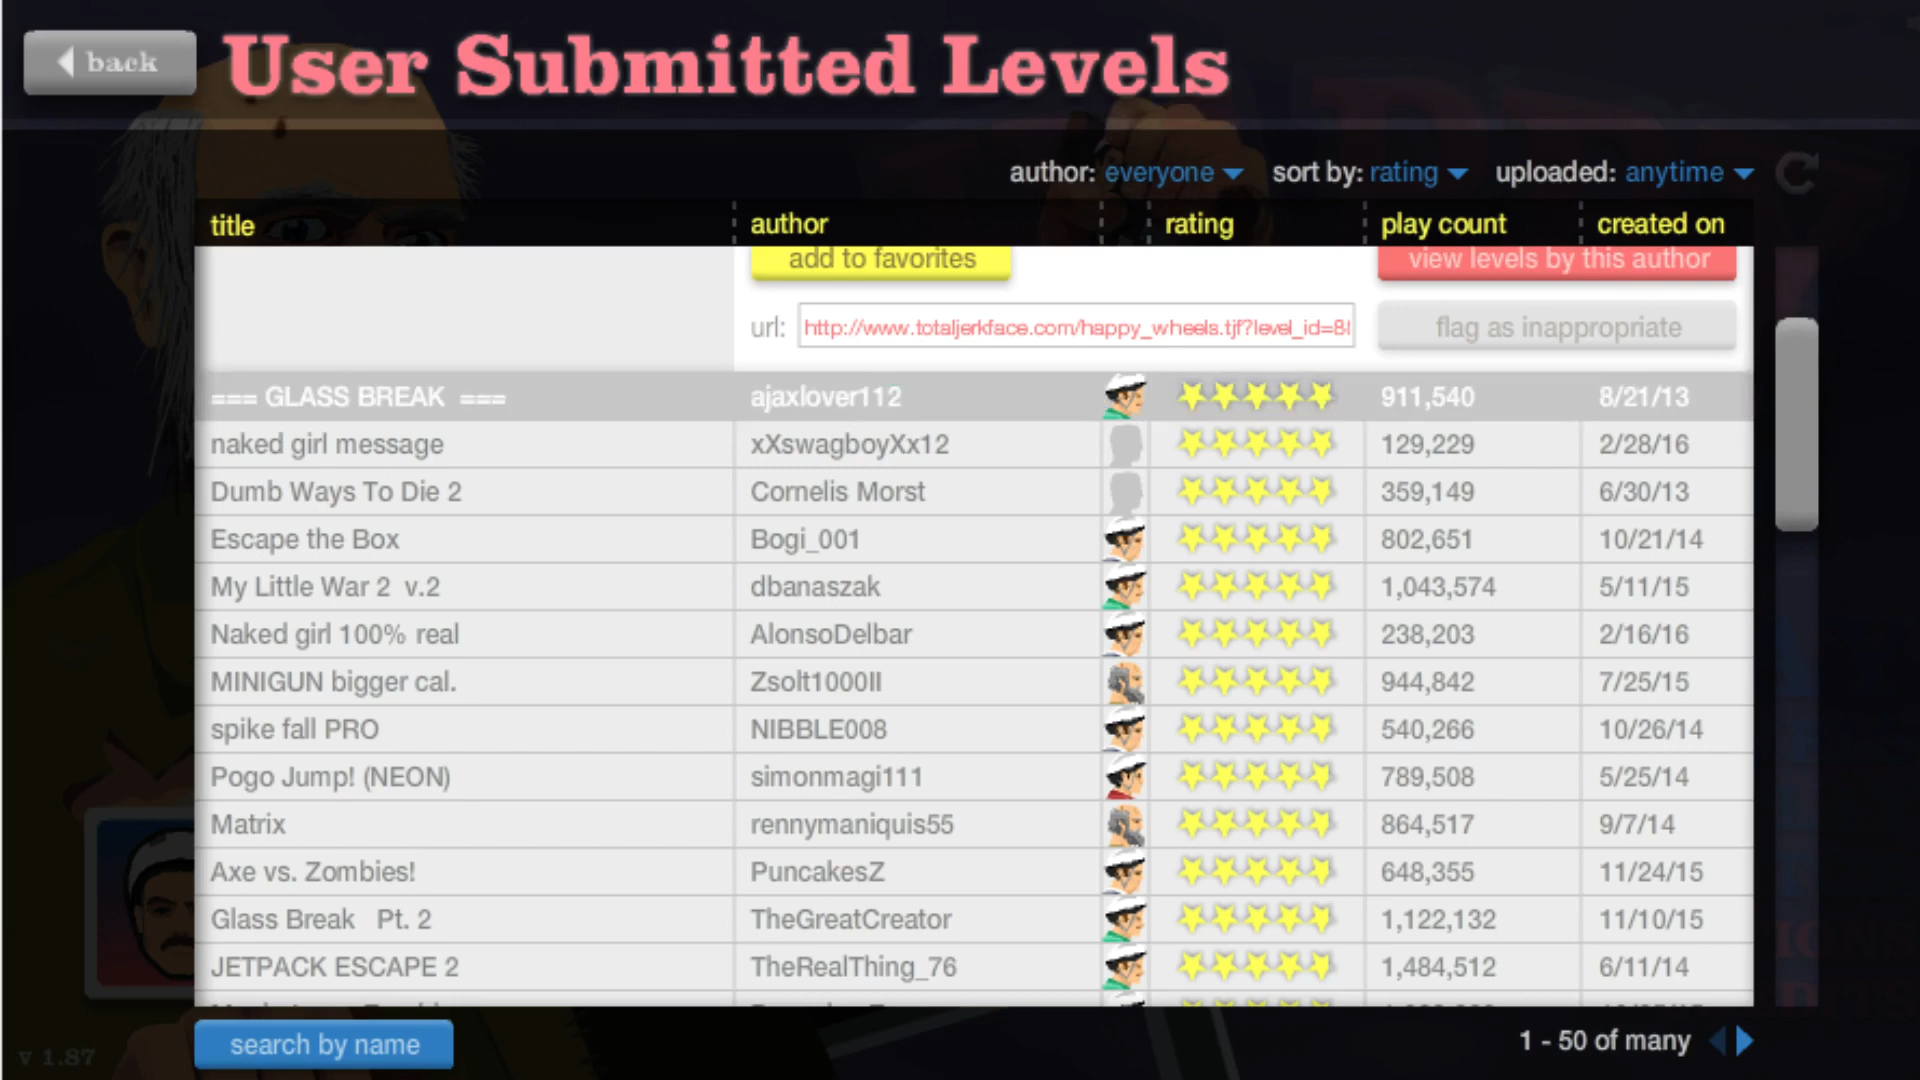 back
User Submitted Levels
author: everyone sort by: rating uploaded: anytime
title author rating play count created on
add to favorites view levels by this author
url: http://www.totaljerkface.com/happy_wheels.tjf?level_id=8 flag as inappropriate
=== GLASS BREAK === ajaxlover112 911,540 8/21/13
naked girl message xXswagboyXx12 129,229 2/28/16
Dumb Ways To Die 2 Cornelis Morst 359,149 6/30/13
Escape the Box Bogi_001 802,651 10/21/14
My Little War 2 v.2 dbanaszak 1,043,574 5/11/15
Naked girl 100% real AlonsoDelbar 238,203 2/16/16
MINIGUN bigger cal. Zsolt1000II 944,842 7/25/15
spike fall PRO NIBBLE008 540,266 10/26/14
Pogo Jump! (NEON) simonmagi111 789,508 5/25/14
Matrix rennymaniquis55 864,517 9/7/14
Axe vs. Zombies! PuncakesZ 648,355 11/24/15
Glass Break Pt. 2 TheGreatCreator 1,122,132 11/10/15
JETPACK ESCAPE 2 TheRealThing_76 1,484,512 6/11/14
search by name 1 - 50 of many
v 1.87